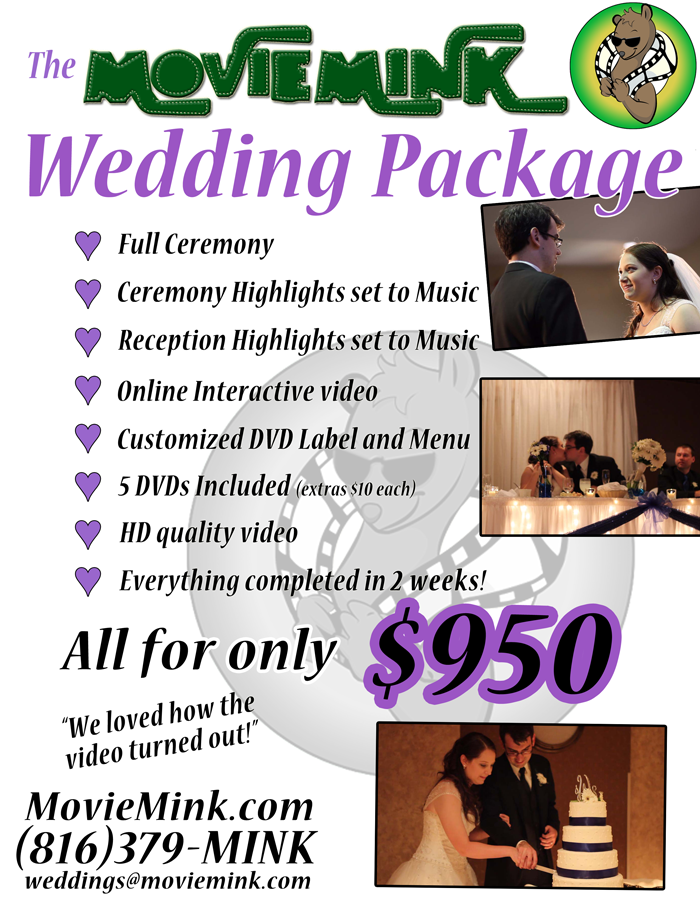 The MOVIEMINK
Wedding Package
Full Ceremony
Ceremony Highlights set to Music
Reception Highlights set to Music
Online Interactive video
Customized DVD Label and Menu
5 DVDs Included (extras $10 each)
HD quality video
Everything completed in 2 weeks!
All for only $950
"We loved how the
video turned out!"
MovieMink.com
(816)379-MINK
weddings@moviemink.com